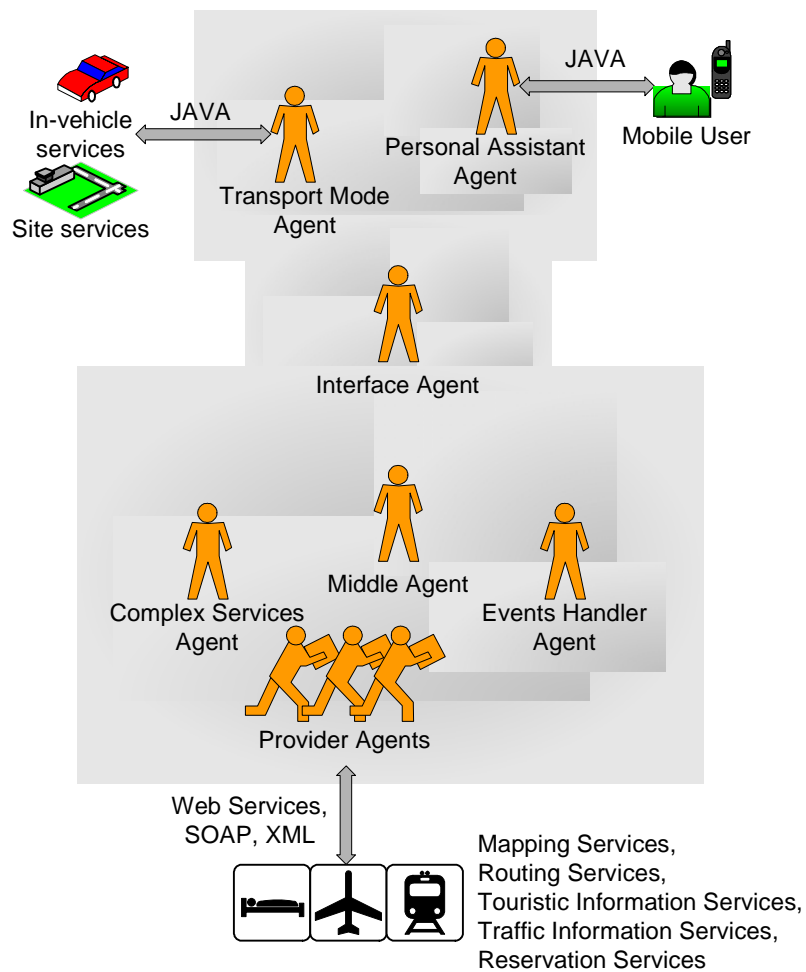 JAVA
JAVA
In-vehicle
services
Mobile User
Personal Assistant
Agent
Transport Mode
Agent
Site services
Interface Agent
Middle Agent
Complex Services
Agent
Events Handler
Agent
Provider Agents
Web Services,
SOAP, XML
Mapping Services,
Routing Services,
Touristic Information Services,
Traffic Information Services,
Reservation Services